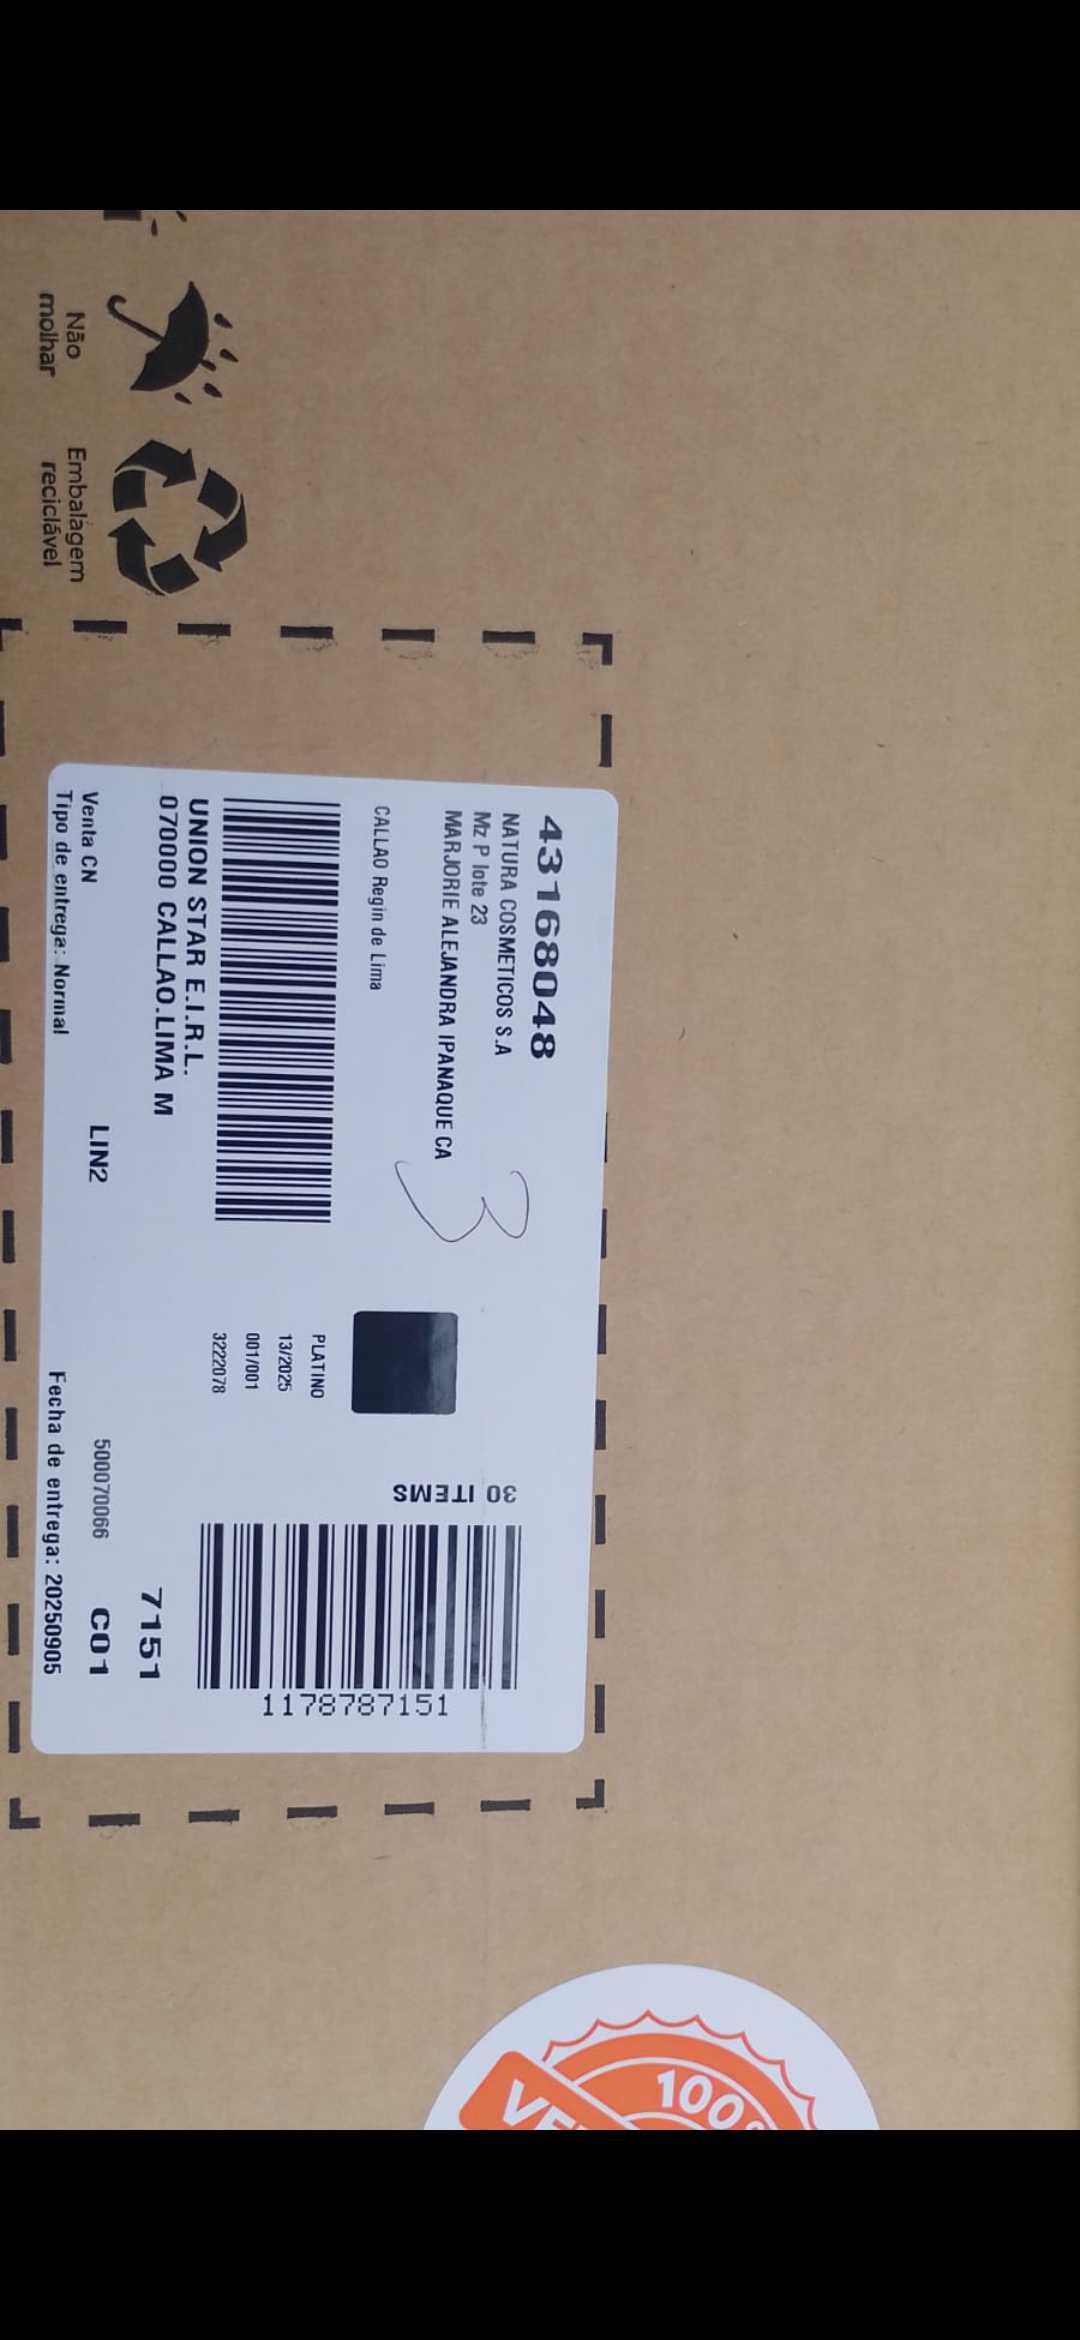 Não
molhar
Embalagem
reciclável
43168048
NATURA COSMETICOS S.A
Mz P lote 23
MARJORIE ALEJANDRA IPANAQUE CA
3
CALLAO Regin de Lima
30 ITEMS
PLATINO
13/2025
001/001
3222078
1178787151
UNION STAR E.I.R.L.
070000 CALLAO.LIMA M
7151
Venta CN
LIN2
500070066
C01
Tipo de entrega: Normal
Fecha de entrega: 20250905